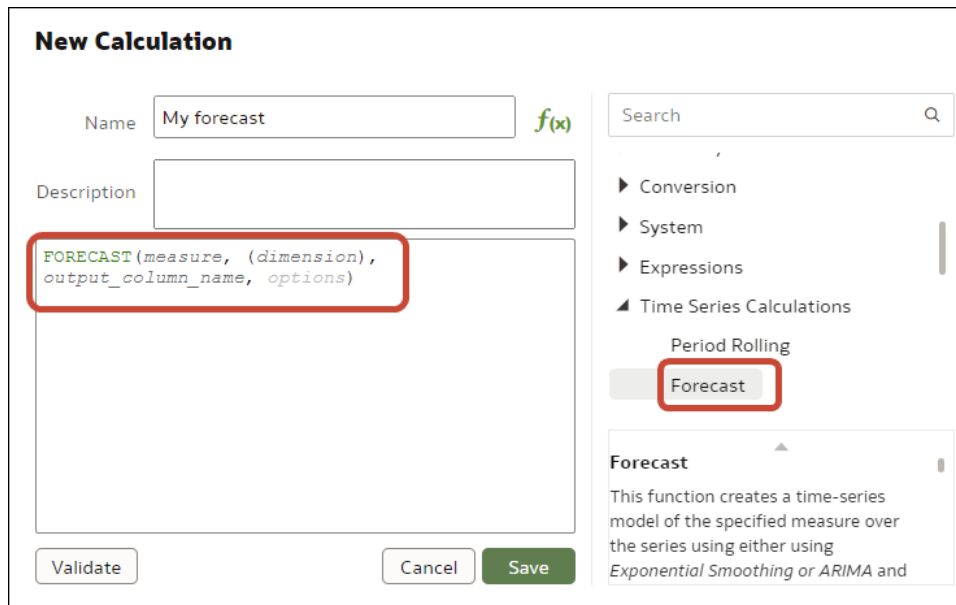 New Calculation
Name
My forecast
f(x)
Description
FORECAST(measure, (dimension),
output_column_name, options)
Validate
Cancel
Save
Search
Conversion
System
Expressions
Time Series Calculations
Period Rolling
Forecast
Forecast
This function creates a time-series
model of the specified measure over
the series using either using
Exponential Smoothing or ARIMA and